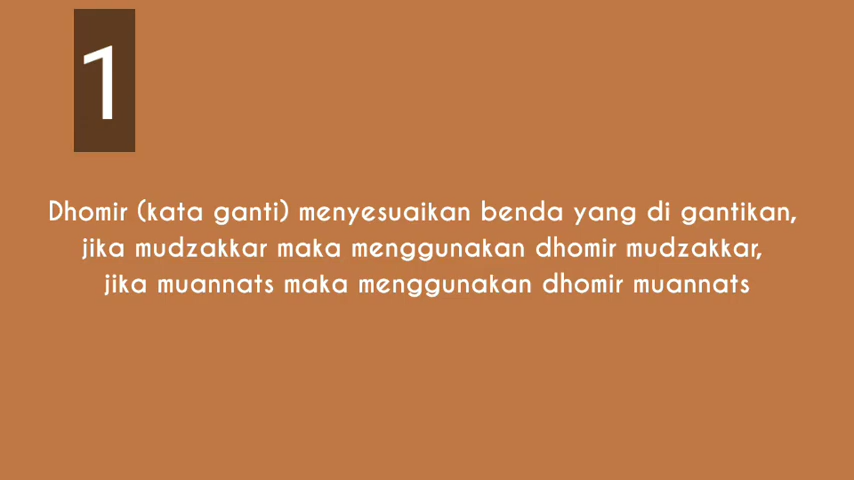 1
Dhomir (kata ganti) menyesuaikan benda yang di gantikan,
jika mudzakkar maka menggunakan dhomir mudzakkar,
jika muannats maka menggunakan dhomir muannats